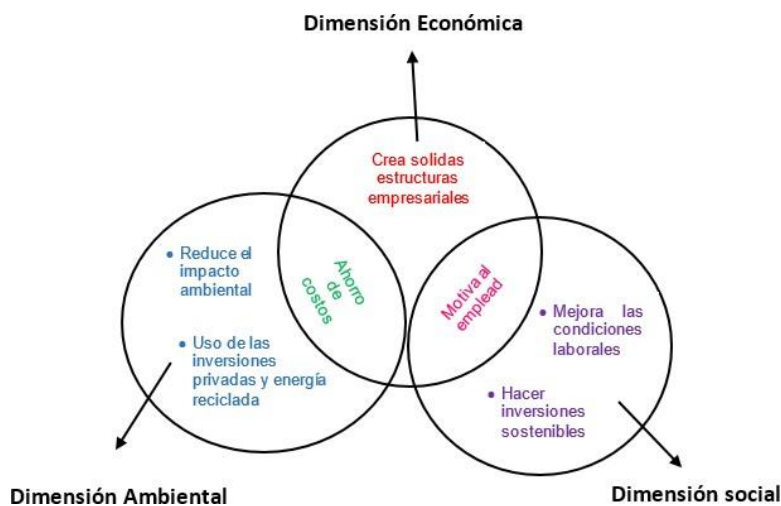 Dimensión Económica
Crea solidas
estructuras
empresariales
• Reduce el
impacto
ambiental
Ahorro
de
costos
Motiva al
emplead
• Mejora las
condiciones
laborales
• Uso de las
inversiones
privadas y energía
reciclada
• Hacer
inversiones
sostenibles
Dimensión Ambiental
Dimensión social